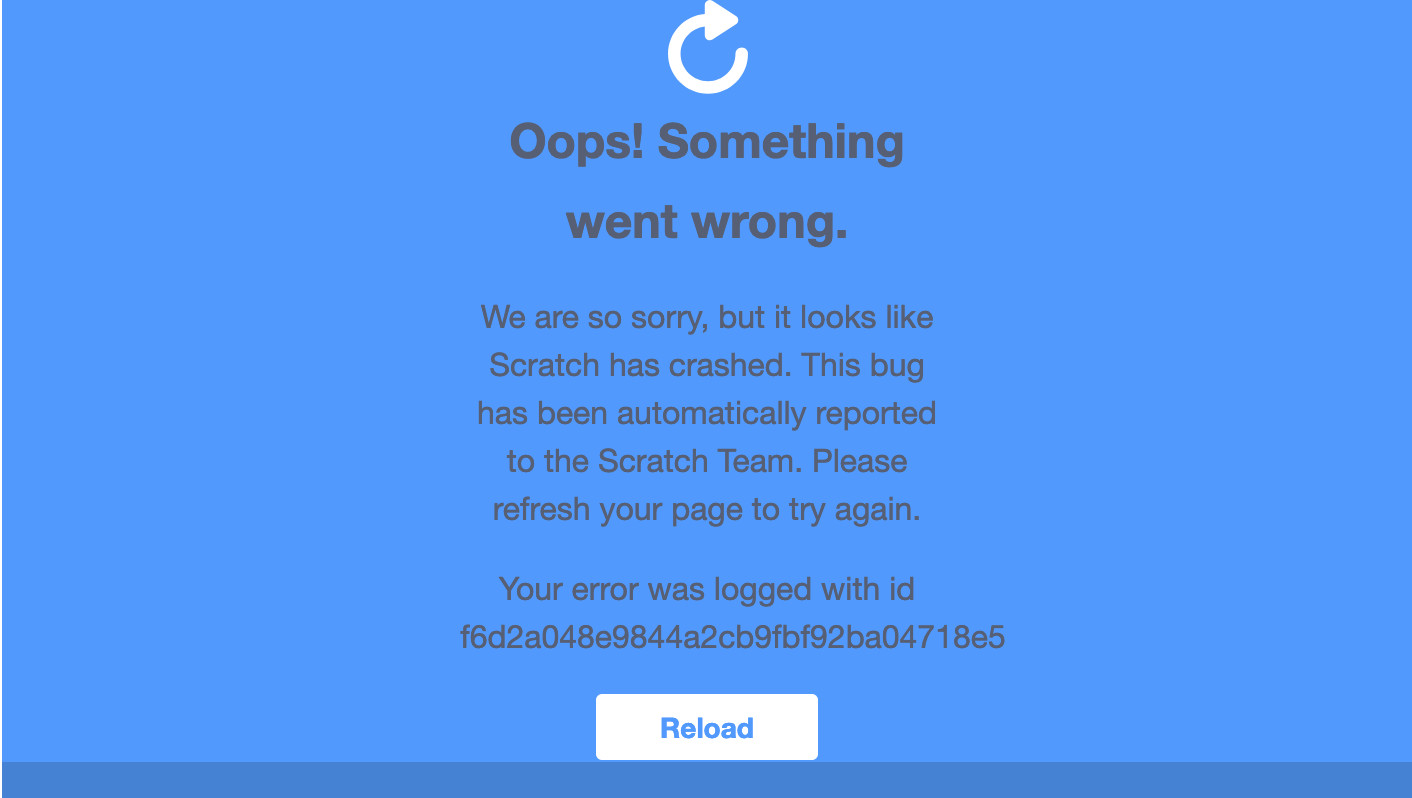 Oops! Something
went wrong.
We are so sorry, but it looks like
Scratch has crashed. This bug
has been automatically reported
to the Scratch Team. Please
refresh your page to try again.
Your error was logged with id
f6d2a048e9844a2cb9fbf92ba04718e5
Reload